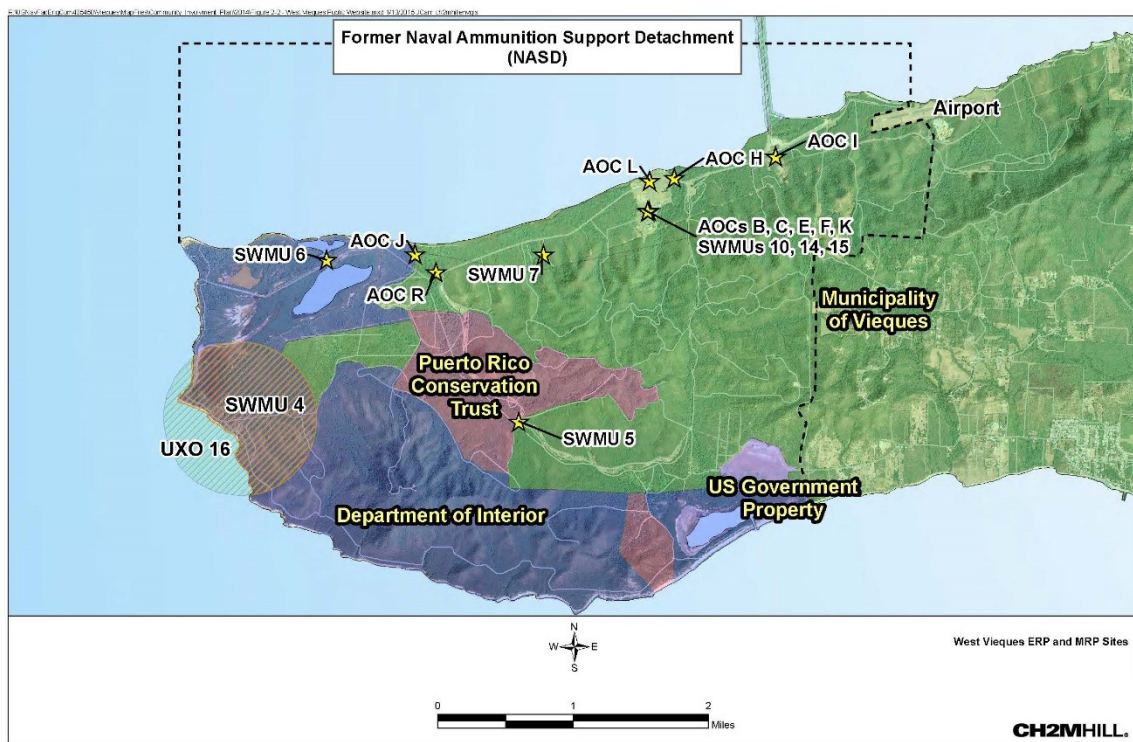 Former Naval Ammunition Support Detachment
(NASD)
Airport
AOC I
AOC H
AOC L
AOCs B, C, E, F, K
SWMUs 10, 14, 15
SWMU 6
AOC J
AOC R
SWMU 7
Municipality
of Vieques
Puerto Rico
Conservation
Trust
SWMU 4
UXO 16
SWMU 5
US Government
Property
Department of Interior
N
W
E
S
West Vieques ERP and MRP Sites
0
1
2
Miles
CH2MHILL®